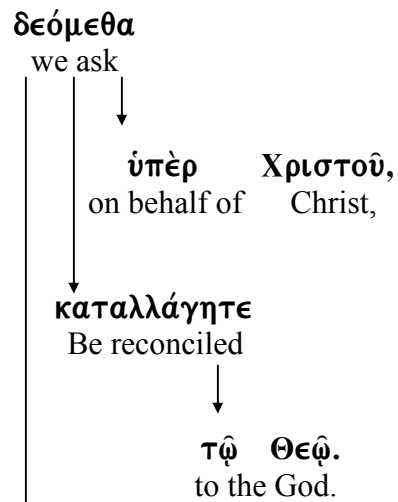 δεόμεθα
we ask
ὑπὲρ Χριστοῦ,
on behalf of Christ,
καταλλάγητε
Be reconciled
τῷ Θεῷ.
to the God.